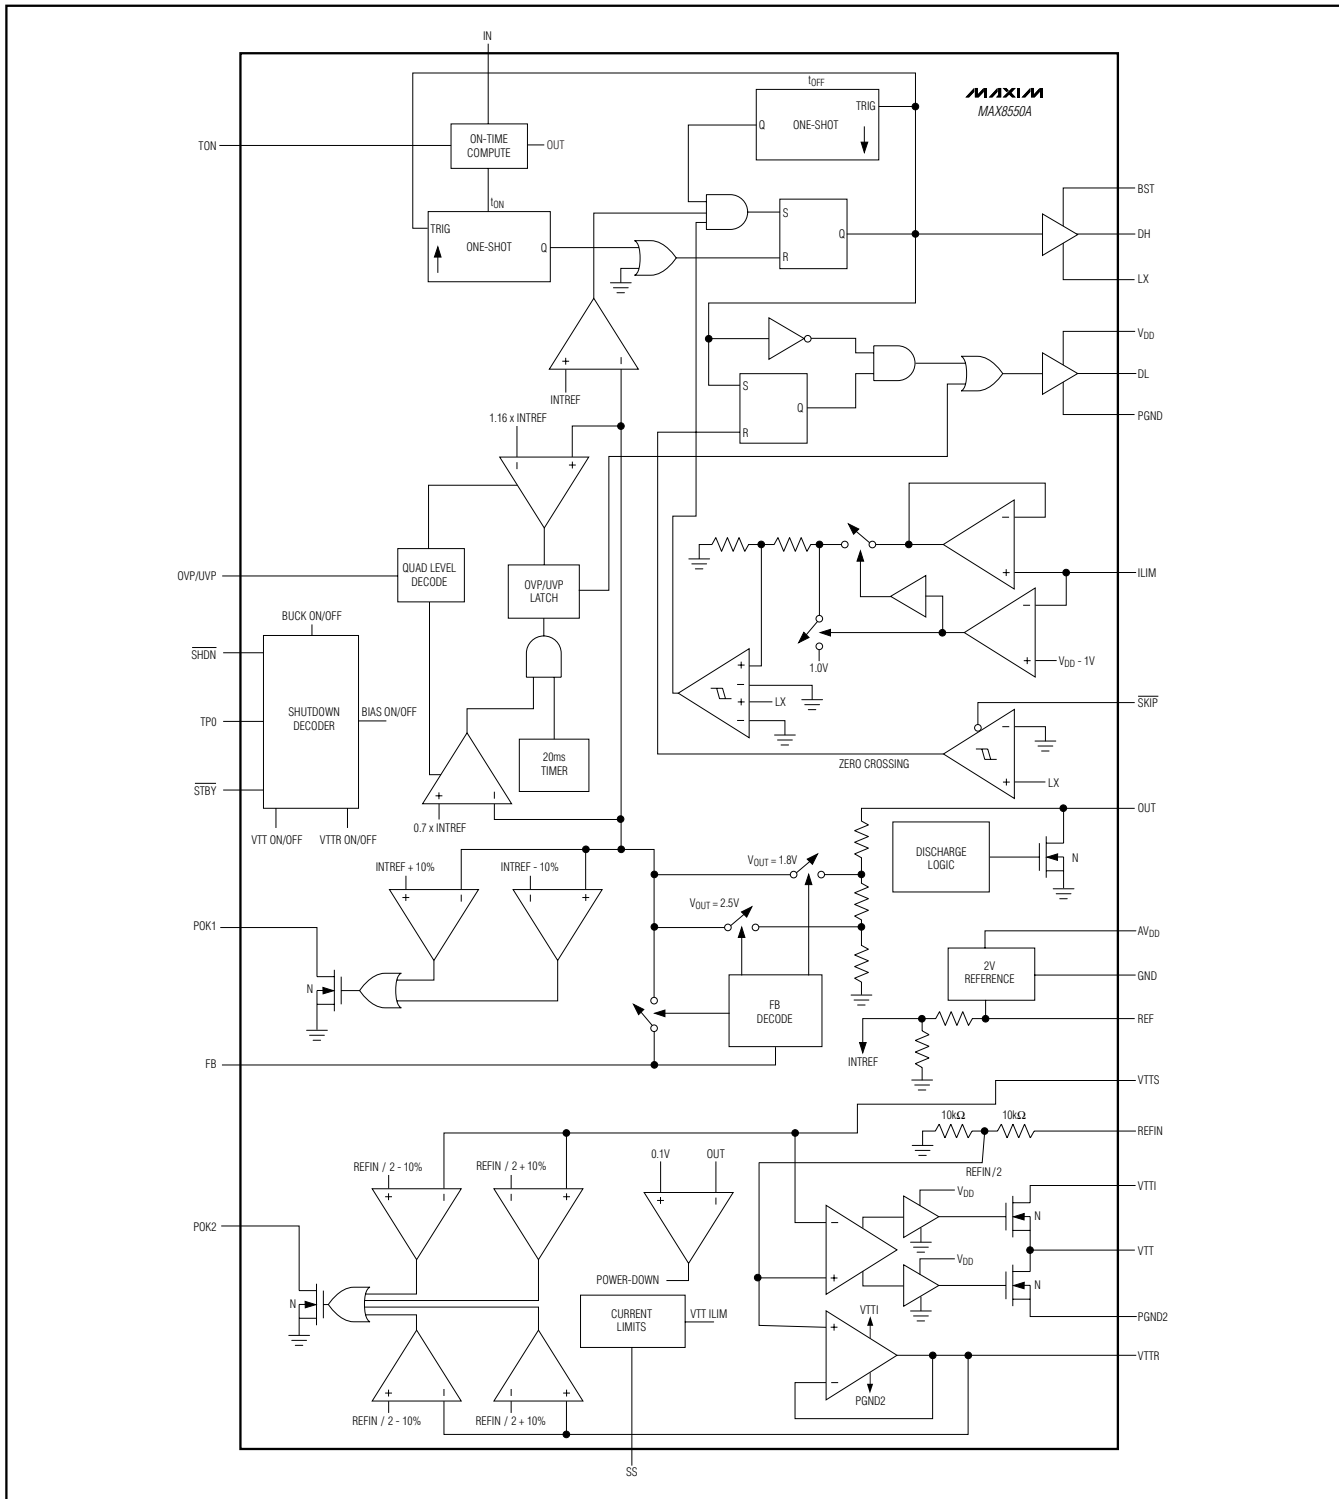 IN
MAXIM
MAX8550A
tOFF
TRIG
Q
ONE-SHOT
TON
ON-TIME
COMPUTE
OUT
tON
TRIG
ONE-SHOT
Q
S
Q
R
BST
DH
LX
+
–
INTREF
VDD
DL
PGND
S
Q
R
1.16 x INTREF
–
+
OVP/UVP
QUAD LEVEL
DECODE
OVP/UVP
LATCH
–
+
ILIM
–
+
VDD - 1V
1.0V
BUCK ON/OFF
SHDN
TP0
STBY
SHUTDOWN
DECODER
BIAS ON/OFF
VTT ON/OFF
VTTR ON/OFF
20ms
TIMER
+
–
0.7 x INTREF
+
–
+
LX
–
SKIP
–
+
LX
ZERO CROSSING
OUT
DISCHARGE
LOGIC
N
INTREF + 10%
INTREF - 10%
+
–
–
+
VOUT = 1.8V
VOUT = 2.5V
POK1
N
FB
DECODE
FB
AVDD
2V
REFERENCE
GND
REF
INTREF
VTTS
10kΩ
10kΩ
REFIN
REFIN/2
REFIN / 2 - 10%
REFIN / 2 + 10%
+
–
–
+
0.1V
OUT
+
–
POWER-DOWN
POK2
N
VDD
VDD
–
+
N
N
VTTI
VTT
PGND2
CURRENT
LIMITS
VTT ILIM
VTTI
+
–
PGND2
VTTR
+
–
–
+
REFIN / 2 - 10%
REFIN / 2 + 10%
SS